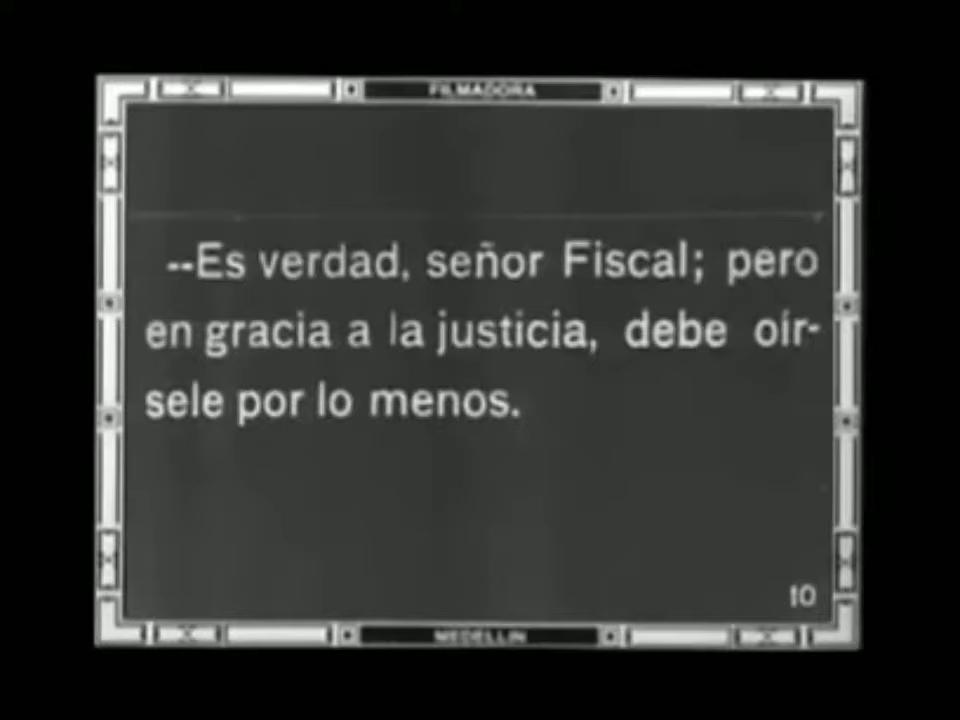 FILMADORA
--Es verdad, señor Fiscal; pero
en gracia a la justicia, debe oír-
sele por lo menos.
10
MEDELLIN